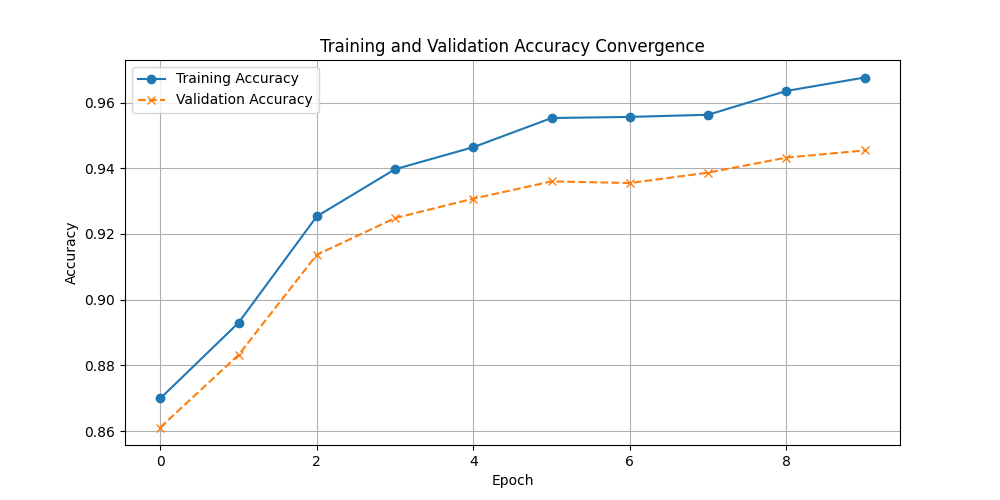 Training and Validation Accuracy Convergence
Training Accuracy
Validation Accuracy
0.96
0.94
0.92
0.90
0.88
0.86
Accuracy
0 2 4 6 8
Epoch